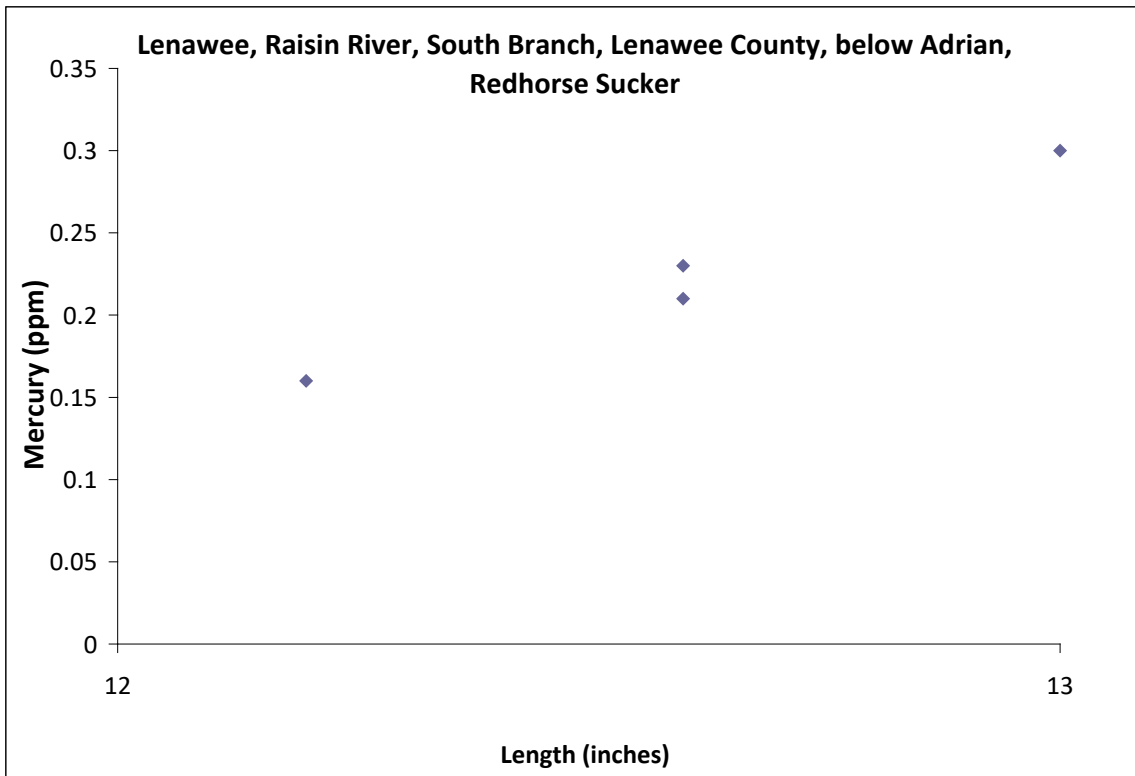 Lenawee, Raisin River, South Branch, Lenawee County, below Adrian,
Redhorse Sucker
0.35
0.3
0.25
0.2
0.15
0.1
0.05
0
Mercury (ppm)
12
13
Length (inches)